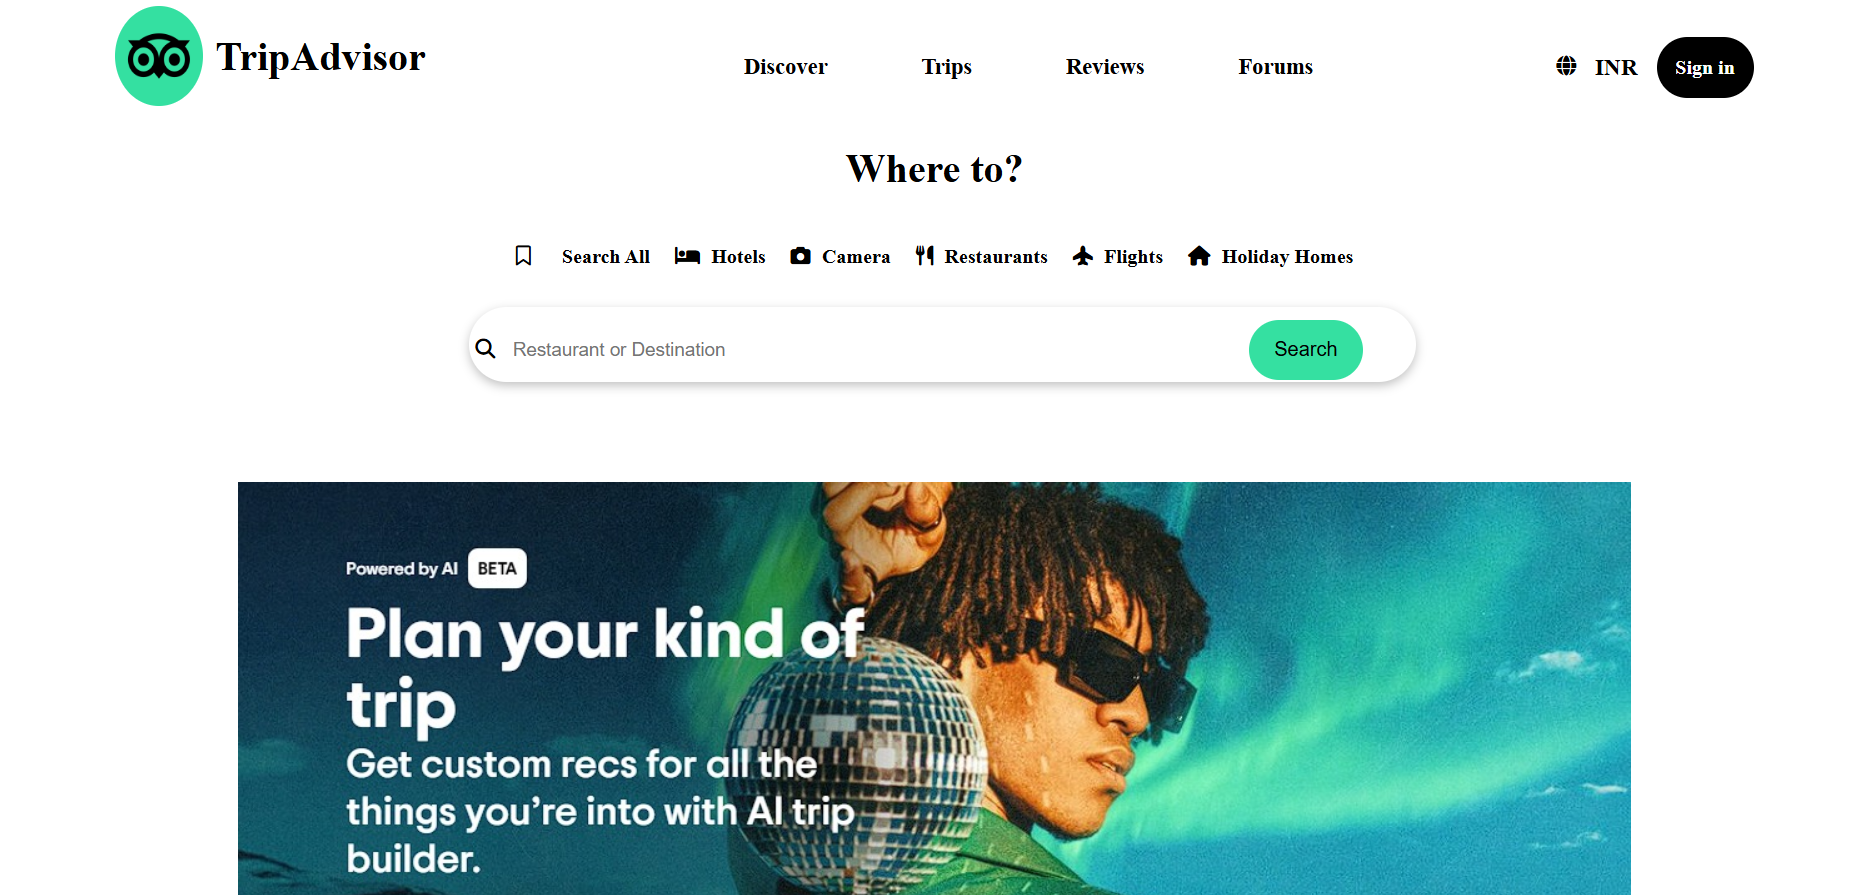 TripAdvisor
Discover Trips Reviews Forums
INR Sign in
Where to?
Search All Hotels Camera Restaurants Flights Holiday Homes
Restaurant or Destination Search
Powered by AI BETA
Plan your kind of
trip
Get custom recs for all the
things you’re into with AI trip
builder.